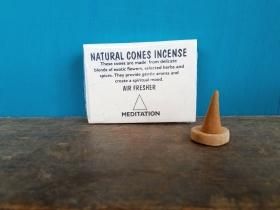 NATURAL CONES INCENSE
These cones are made from delicate
blends of exotic flowers, selected herbs and
spices. They provide gentle aroma and
create a spiritual mood.
AIR FRESHER
MEDITATION